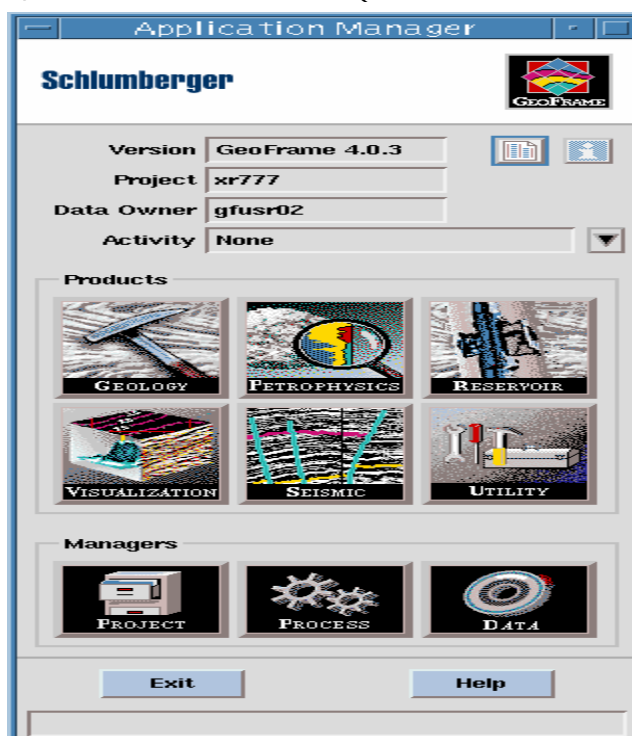 Application Manager
Schlumberger
GEOFRAME
Version GeoFrame 4.0.3
Project xr777
Data Owner gfusr02
Activity None
Products
GEOLOGY PETROPHYSICS RESERVOIR
VISUALIZATION SEISMIC UTILITY
Managers
PROJECT PROCESS DATA
Exit Help